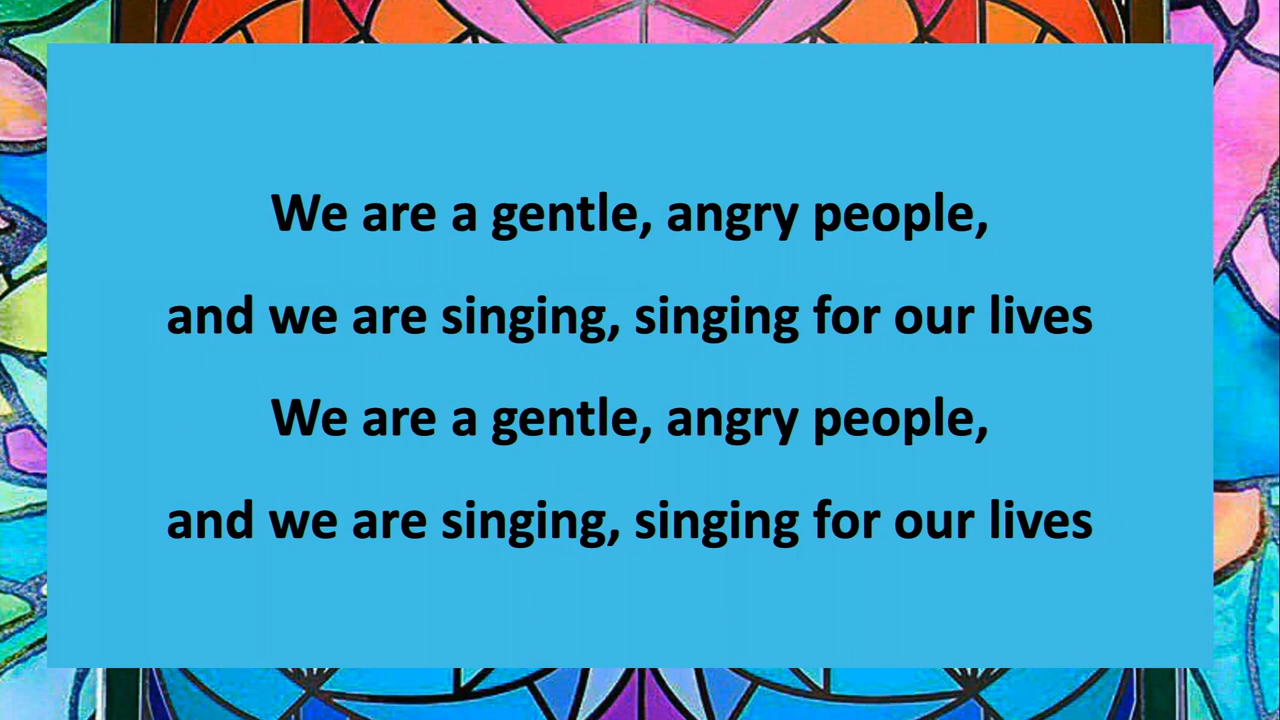 We are a gentle, angry people,
and we are singing, singing for our lives
We are a gentle, angry people,
and we are singing, singing for our lives